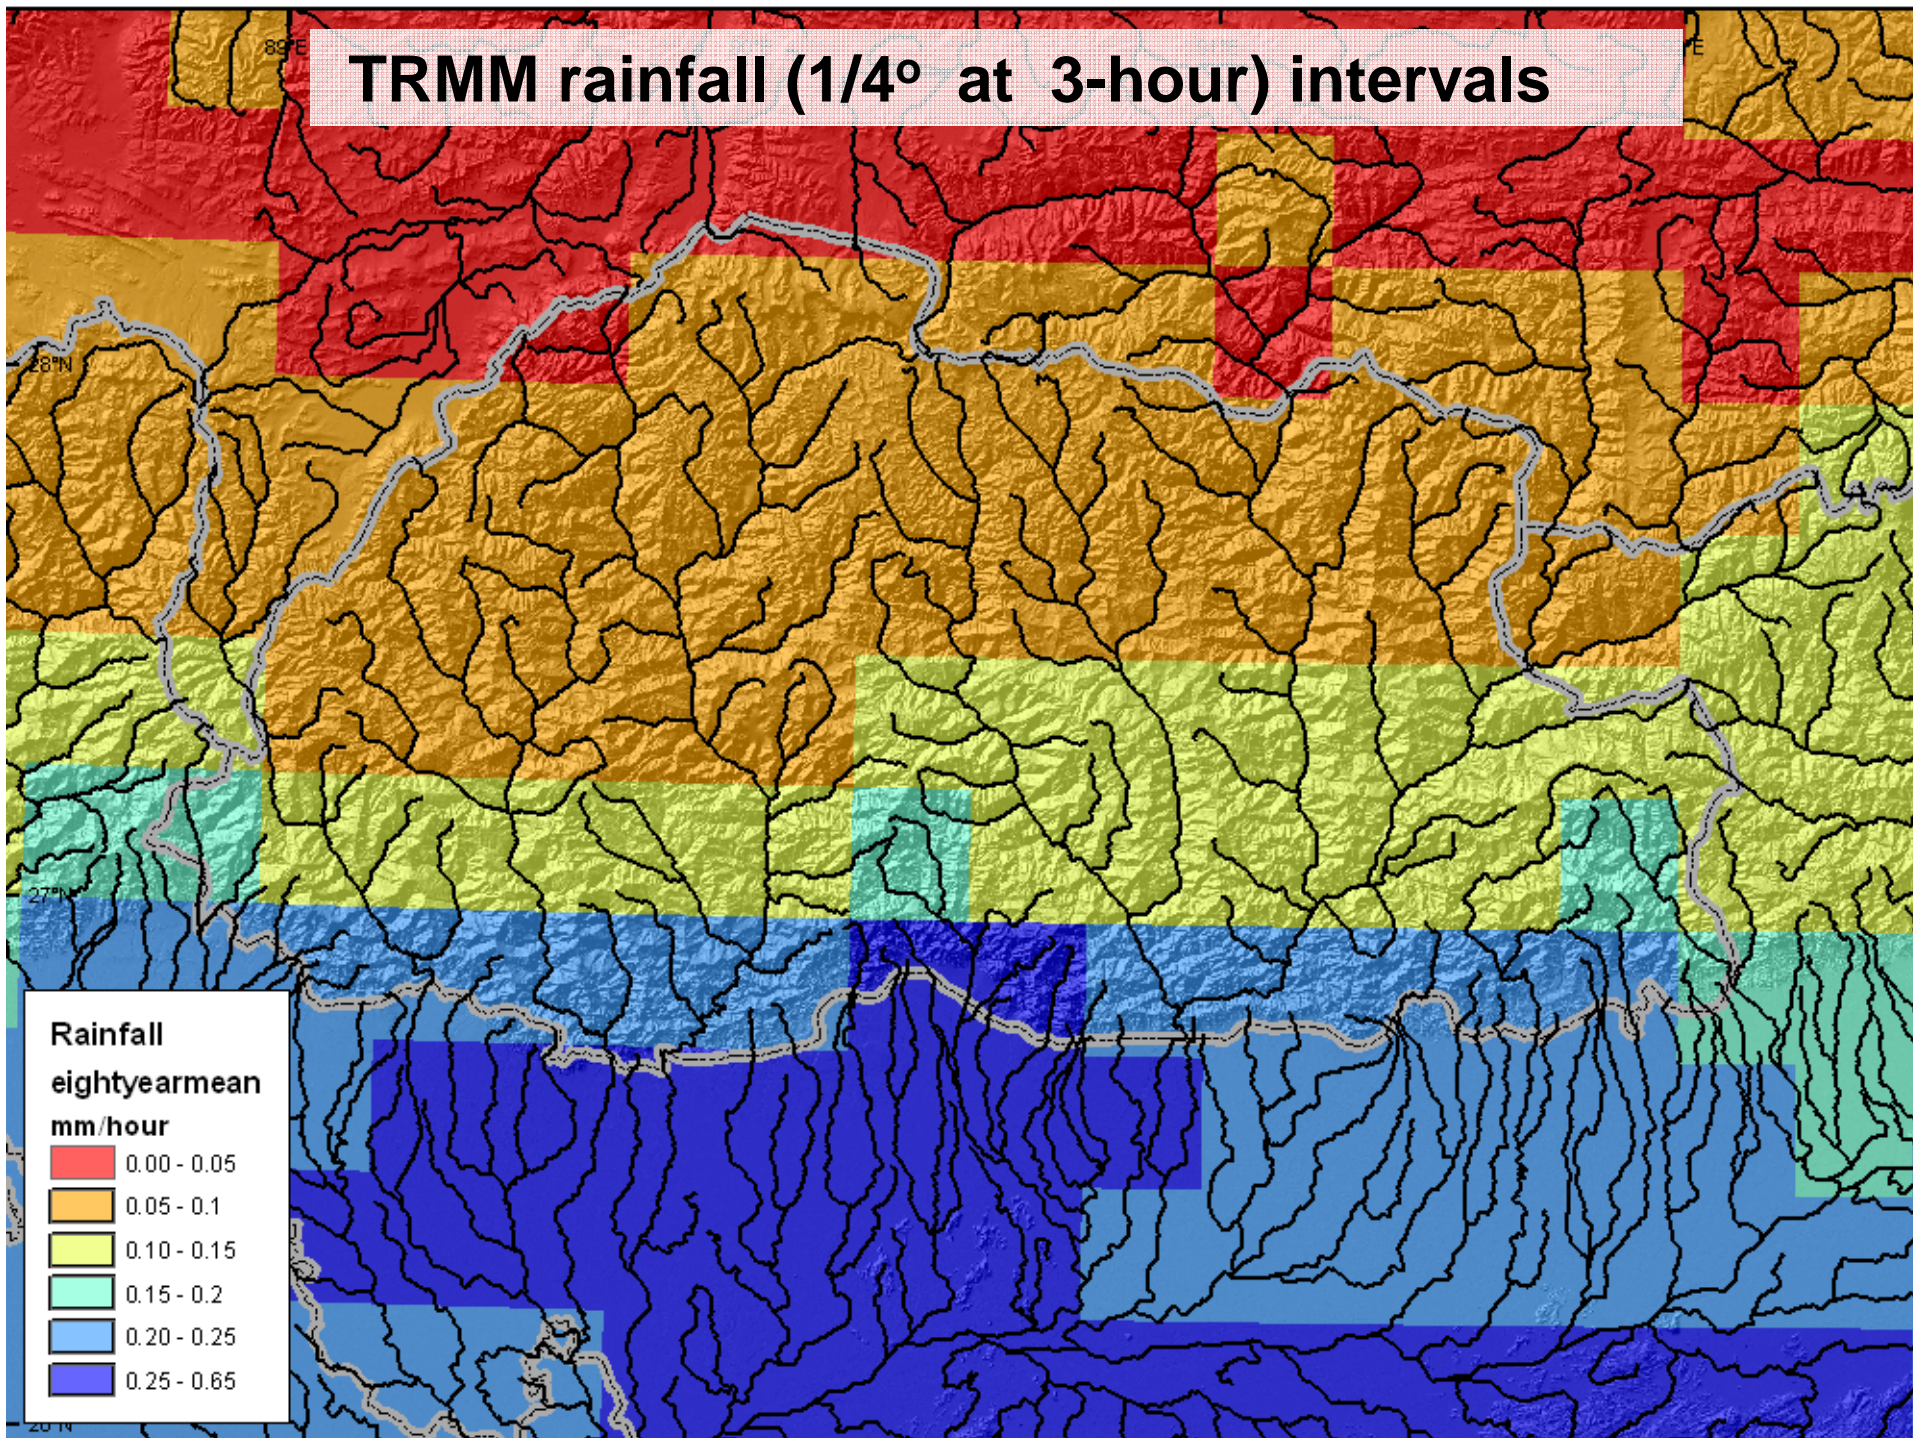 89°E
E
TRMM rainfall (1/4º at 3-hour) intervals
28°N
27°N
Rainfall
eightyearmean
mm/hour
0.00 - 0.05
0.05 - 0.1
0.10 - 0.15
0.15 - 0.2
0.20 - 0.25
0.25 - 0.65